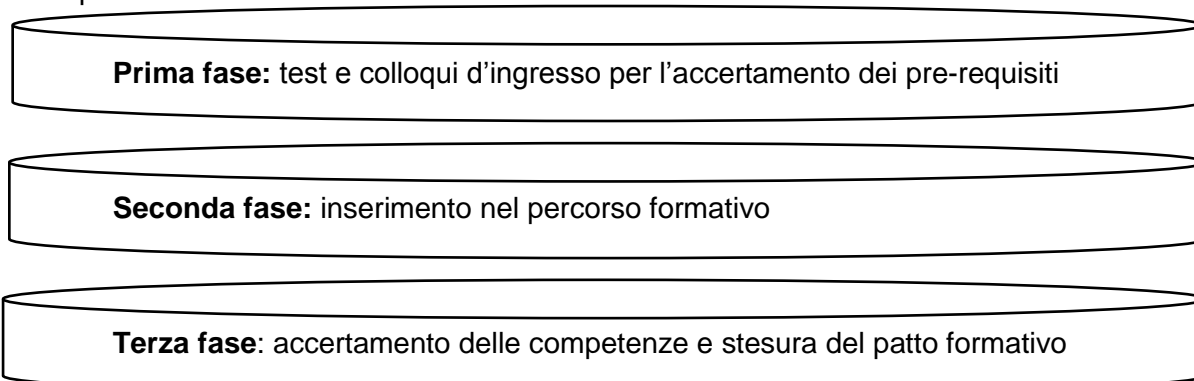 Prima fase: test e colloqui d'ingresso per l'accertamento dei pre-requisiti
Seconda fase: inserimento nel percorso formativo
Terza fase: accertamento delle competenze e stesura del patto formativo